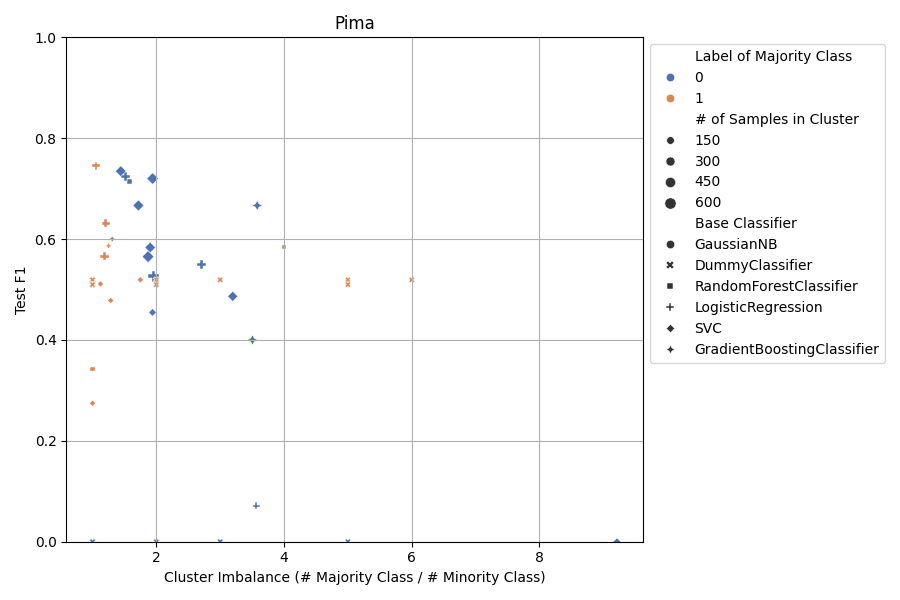 Pima
1.0
0.8
0.6
0.4
0.2
0.0
Test F1
2
4
6
8
Cluster Imbalance (# Majority Class / # Minority Class)
Label of Majority Class
0
1
# of Samples in Cluster
150
300
450
600
Base Classifier
GaussianNB
DummyClassifier
RandomForestClassifier
LogisticRegression
SVC
GradientBoostingClassifier